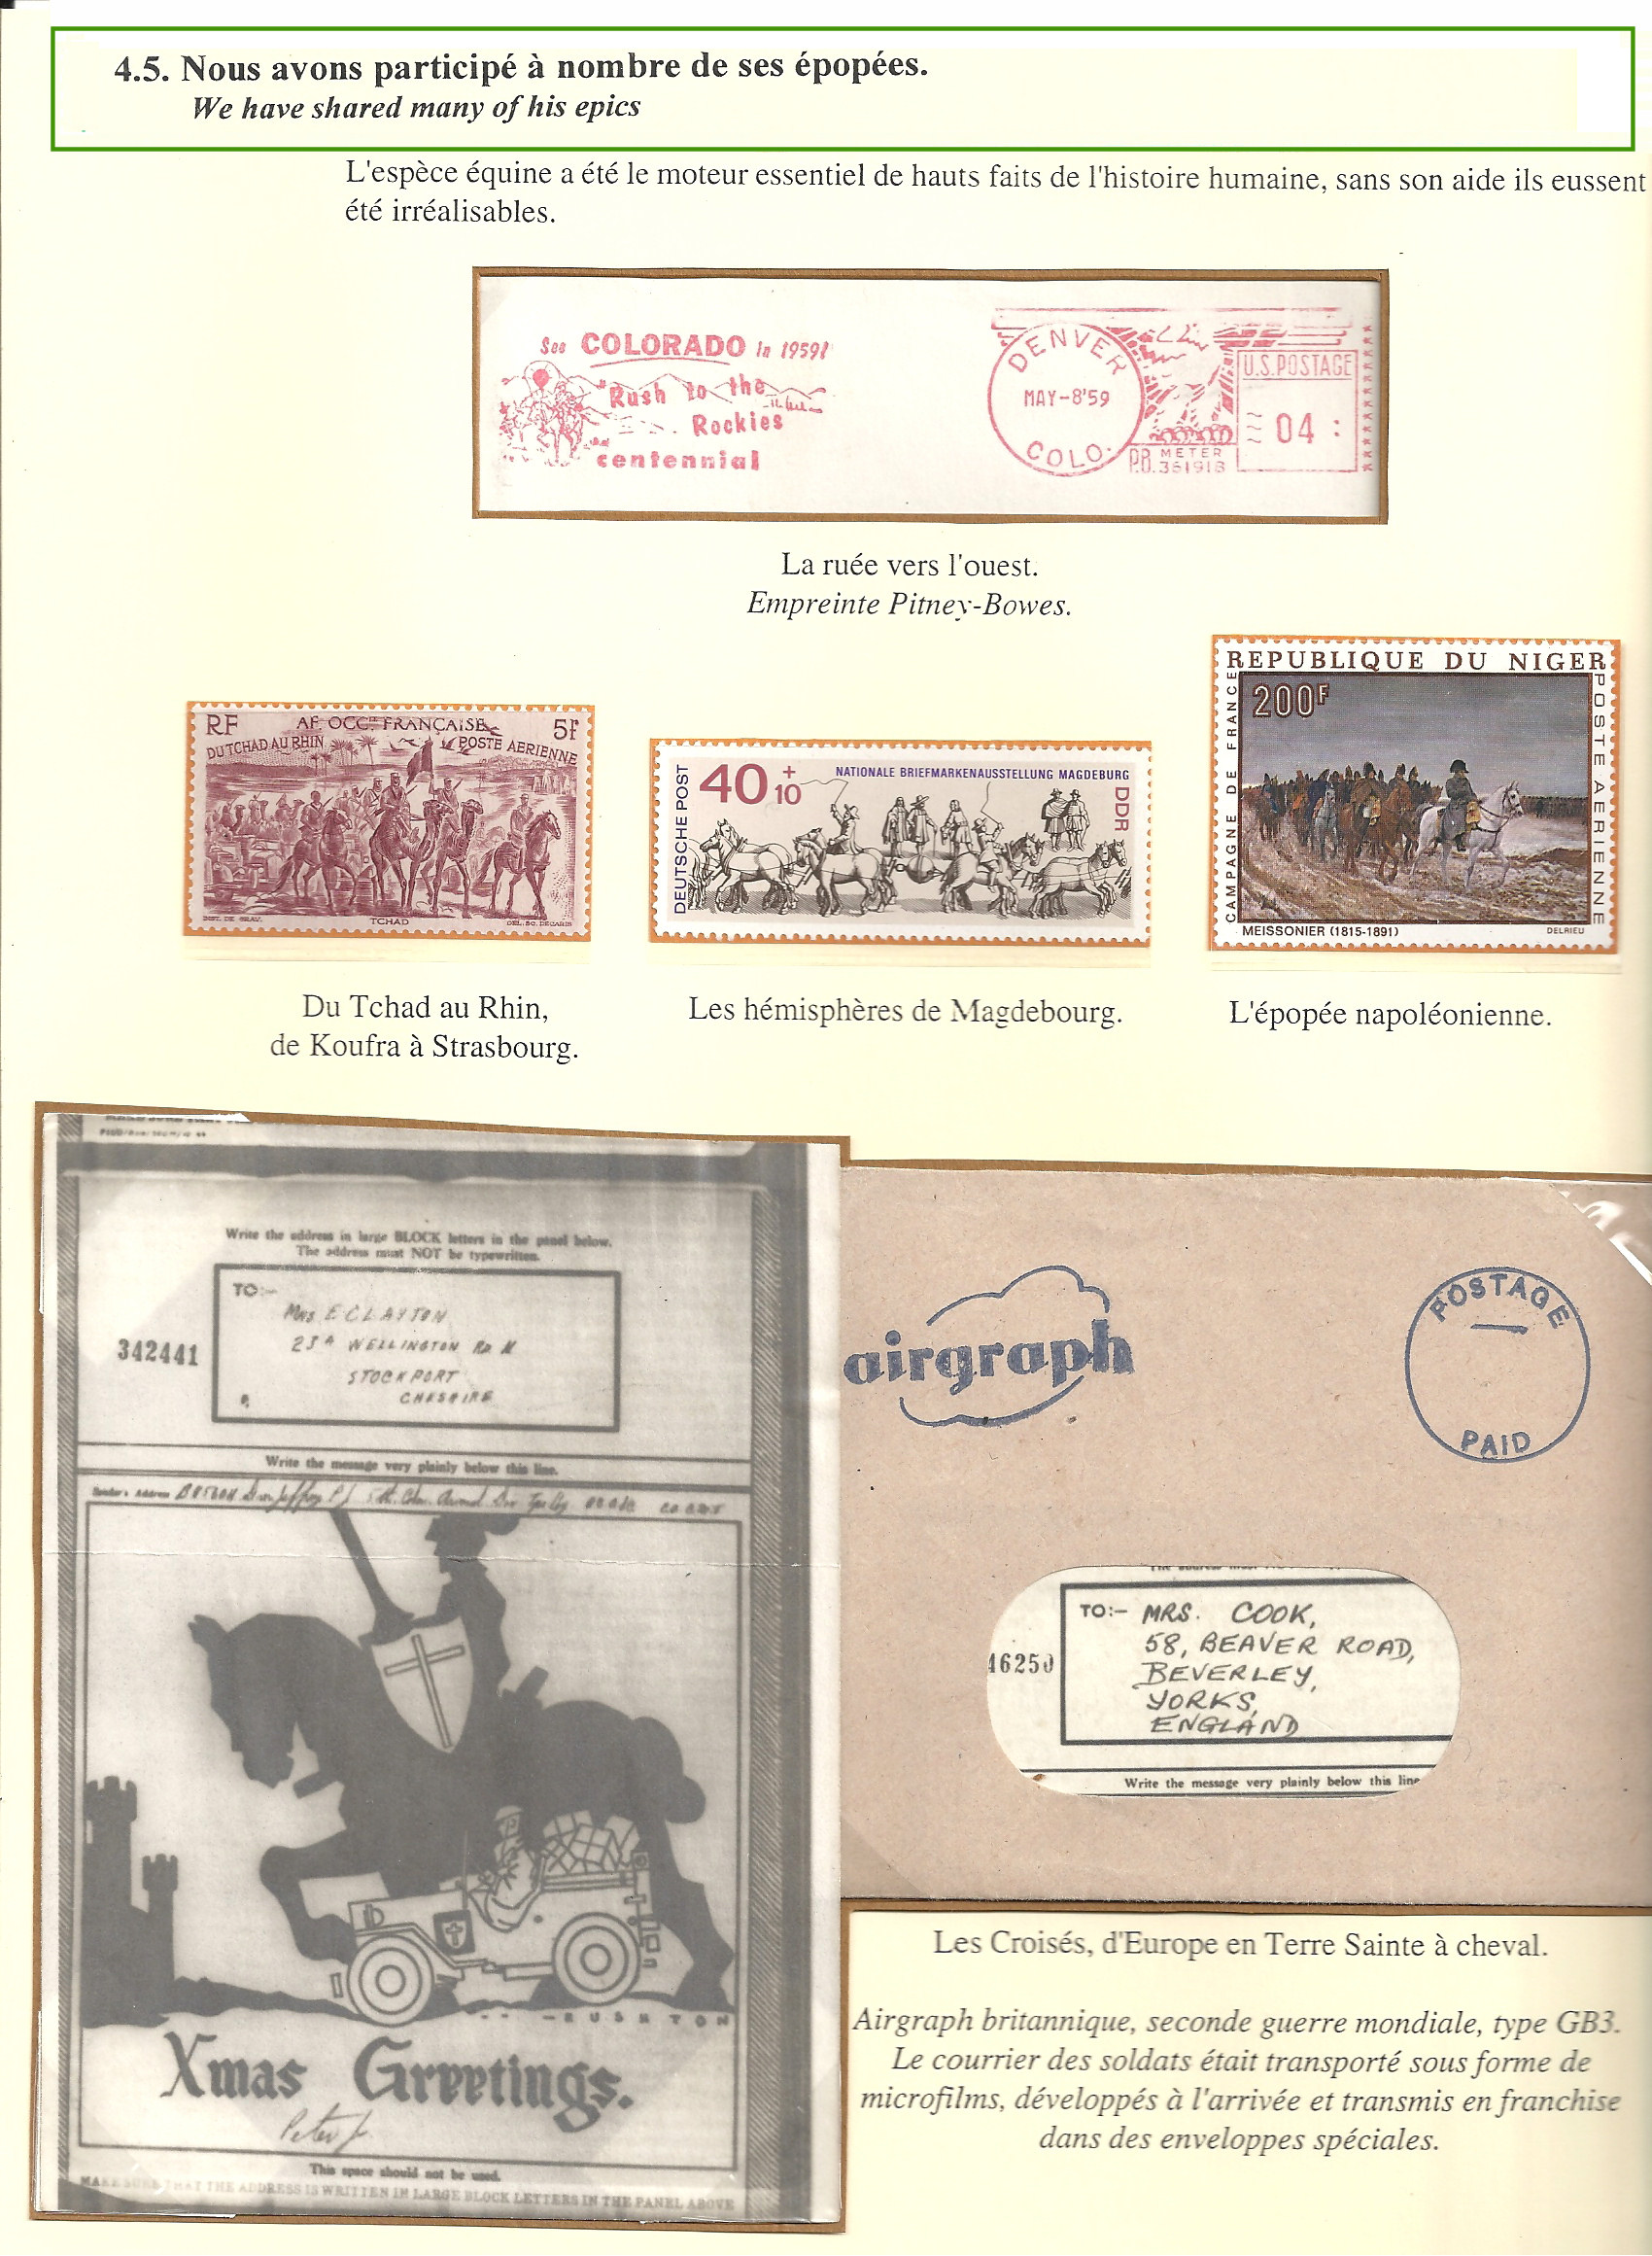 4.5. Nous avons participé à nombre de ses épopées.
We have shared many of his epics
L'espèce équine a été le moteur essentiel de hauts faits de l'histoire humaine, sans son aide ils eussent
été irréalisables.
See COLORADO in 1959!
"Rush to the
Rockies
centennial
DENVER
MAY-8'59
COLO.
P.B. METER
361918
U.S. POSTAGE
04
La ruée vers l'ouest.
Empreinte Pitney-Bowes.
RF
AF. OCCLE FRANÇAISE
5F
DU TCHAD AU RHIN
POSTE AERIENNE
TCHAD
DEUTSCHE POST
40+10
NATIONALE BRIEFMARKENAUSSTELLUNG MAGDEBURG
DDR
REPUBLIQUE DU NIGER
200F
CAMPAGNE DE FRANCE
POSTE AERIENNE
MEISSONIER (1815-1891)
DELRIEU
Du Tchad au Rhin,
de Koufra à Strasbourg.
Les hémisphères de Magdebourg.
L'épopée napoléonienne.
Write the address in large BLOCK letters in the panel below.
The address must NOT be typewritten.
TO:-
MRS E CLAYTON
23A WELLINGTON RD N
STOCKPORT
CHESHIRE
342441
Write the message very plainly below this line.
Sender's Address
RUSHTON
Xmas Greetings.
Peter J.
This space should not be used.
MAKE SURE THAT THE ADDRESS IS WRITTEN IN LARGE BLOCK LETTERS IN THE PANEL ABOVE
airgraph
POSTAGE
PAID
TO:- MRS. COOK,
58, BEAVER ROAD,
BEVERLEY,
YORKS,
ENGLAND
46250
Write the message very plainly below this line
Les Croisés, d'Europe en Terre Sainte à cheval.
Airgraph britannique, seconde guerre mondiale, type GB3.
Le courrier des soldats était transporté sous forme de
microfilms, développés à l'arrivée et transmis en franchise
dans des enveloppes spéciales.